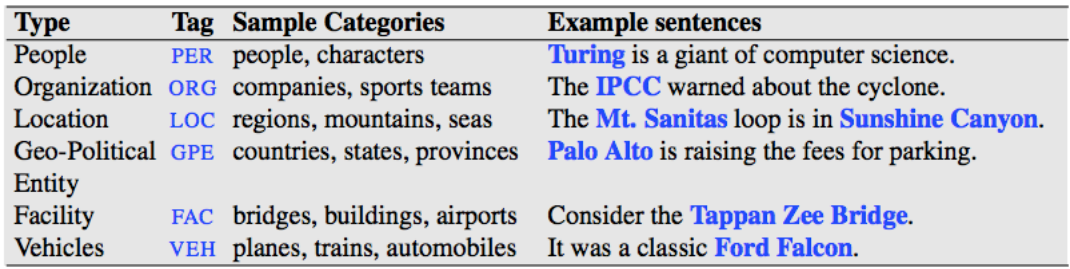 Type Tag Sample Categories Example sentences
People PER people, characters Turing is a giant of computer science.
Organization ORG companies, sports teams The IPCC warned about the cyclone.
Location LOC regions, mountains, seas The Mt. Sanitas loop is in Sunshine Canyon.
Geo-Political GPE countries, states, provinces Palo Alto is raising the fees for parking.
Entity
Facility FAC bridges, buildings, airports Consider the Tappan Zee Bridge.
Vehicles VEH planes, trains, automobiles It was a classic Ford Falcon.